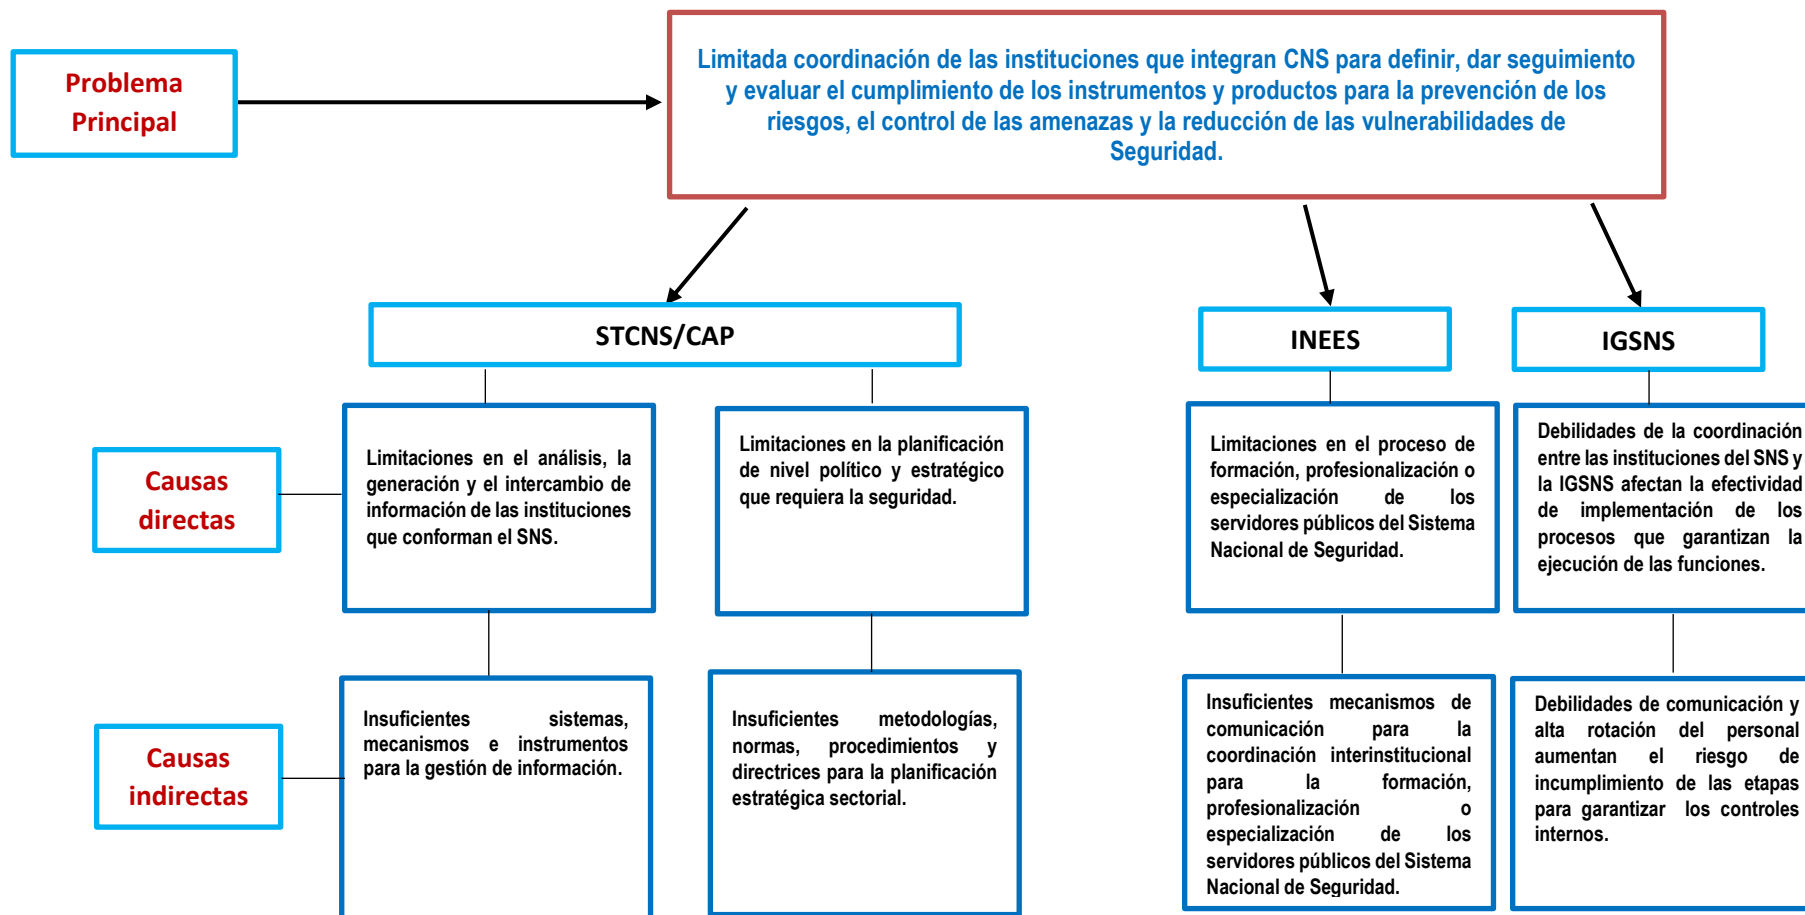 Problema
Principal
Limitada coordinación de las instituciones que integran CNS para definir, dar seguimiento
y evaluar el cumplimiento de los instrumentos y productos para la prevención de los
riesgos, el control de las amenazas y la reducción de las vulnerabilidades de
Seguridad.
STCNS/CAP
INEES
IGSNS
Causas
directas
Limitaciones en el análisis, la
generación y el intercambio de
información de las instituciones
que conforman el SNS.
Limitaciones en la planificación
de nivel político y estratégico
que requiera la seguridad.
Limitaciones en el proceso de
formación, profesionalización o
especialización de los
servidores públicos del Sistema
Nacional de Seguridad.
Debilidades de la coordinación
entre las instituciones del SNS y
la IGSNS afectan la efectividad
de implementación de los
procesos que garantizan la
ejecución de las funciones.
Causas
indirectas
Insuficientes sistemas,
mecanismos e instrumentos
para la gestión de información.
Insuficientes metodologías,
normas, procedimientos y
directrices para la planificación
estratégica sectorial.
Insuficientes mecanismos de
comunicación para la
coordinación interinstitucional
para la formación,
profesionalización o
especialización de los
servidores públicos del Sistema
Nacional de Seguridad.
Debilidades de comunicación y
alta rotación del personal
aumentan el riesgo de
incumplimiento de las etapas
para garantizar los controles
internos.